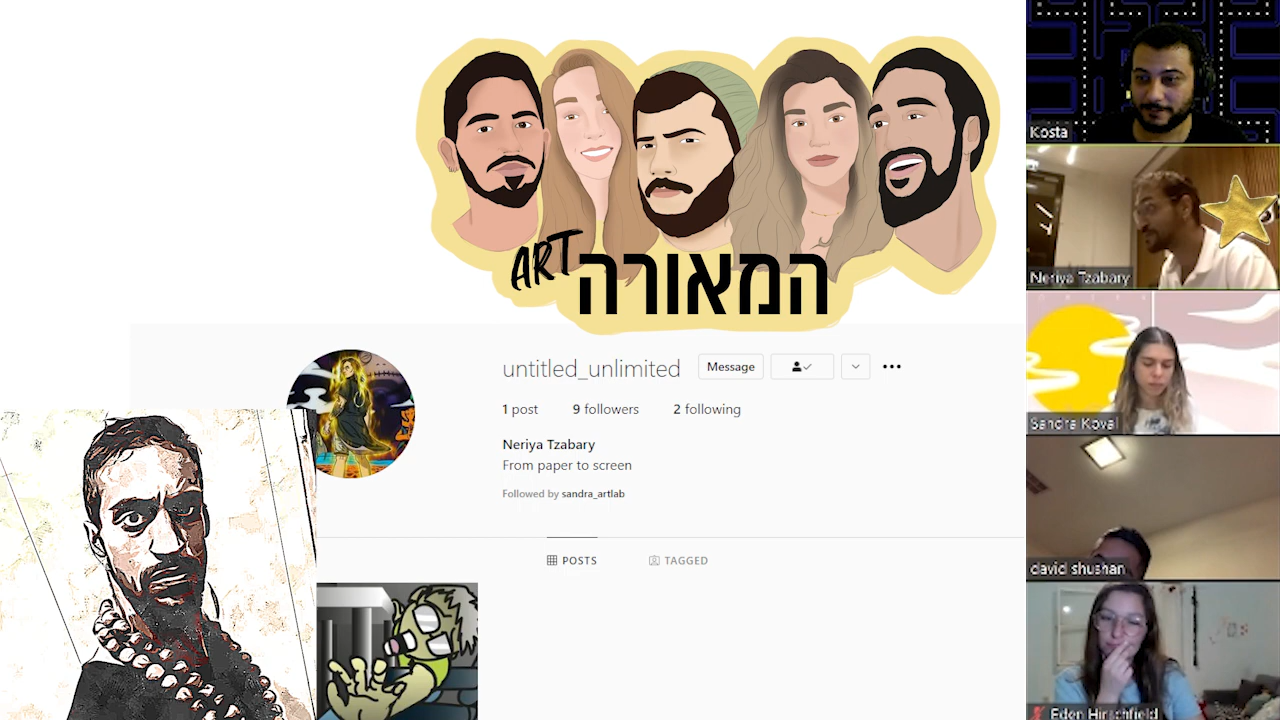 ART
המאורה
untitled_unlimited
Message
1 post 9 followers 2 following
Neriya Tzabary
From paper to screen
Followed by sandra_artlab
POSTS
TAGGED
Kosta
Neriya Tzabary
Sandra Koval
david shushan
Eden Hirschfield